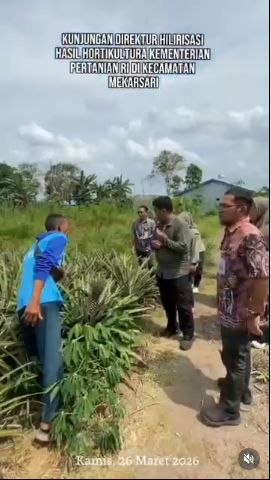 KUNJUNGAN DIREKTUR HILIRISASI
HASIL HORTIKULTURA KEMENTERIAN
PERTANIAN RI DI KECAMATAN
MEKARSARI
Kamis, 26 Maret 2026